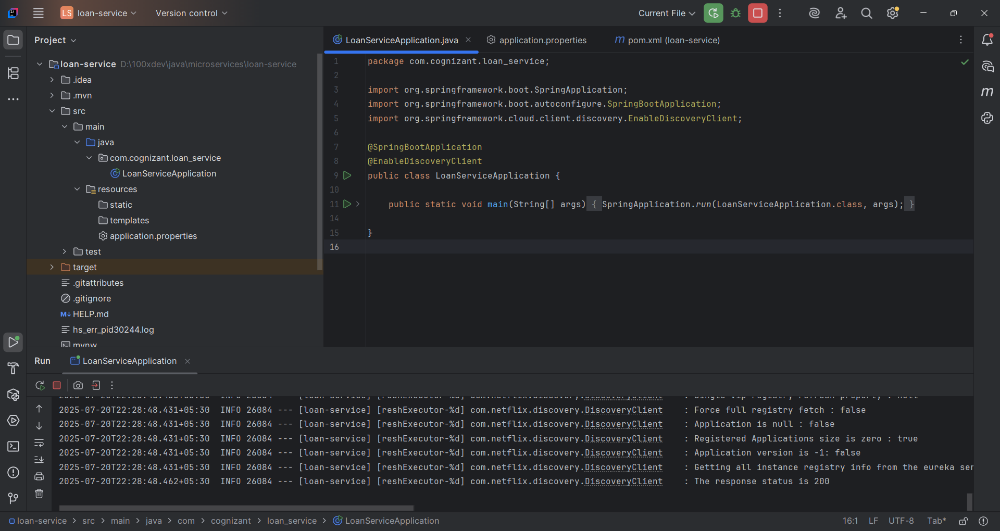 LS loan-service
Version control
Current File
Project
LoanServiceApplication.java
application.properties
m pom.xml (loan-service)
loan-service D:\100xdev\java\microservices\loan-service
.idea
.mvn
src
main
java
com.cognizant.loan_service
LoanServiceApplication
resources
static
templates
application.properties
test
target
.gitattributes
.gitignore
M↓ HELP.md
hs_err_pid30244.log
mvnw
1 package com.cognizant.loan_service;
2
3 import org.springframework.boot.SpringApplication;
4 import org.springframework.boot.autoconfigure.SpringBootApplication;
5 import org.springframework.cloud.client.discovery.EnableDiscoveryClient;
6
7 @SpringBootApplication
8 @EnableDiscoveryClient
9 public class LoanServiceApplication {
10
11 public static void main(String[] args) { SpringApplication.run(LoanServiceApplication.class, args); }
14
15 }
16
Run
LoanServiceApplication
[loan-service] [reshExecutor-%d] com.netflix.discovery.DiscoveryClient : Single vip registry refresh property : null
2025-07-20T22:28:48.431+05:30 INFO 26084 --- [loan-service] [reshExecutor-%d] com.netflix.discovery.DiscoveryClient : Force full registry fetch : false
2025-07-20T22:28:48.431+05:30 INFO 26084 --- [loan-service] [reshExecutor-%d] com.netflix.discovery.DiscoveryClient : Application is null : false
2025-07-20T22:28:48.431+05:30 INFO 26084 --- [loan-service] [reshExecutor-%d] com.netflix.discovery.DiscoveryClient : Registered Applications size is zero : true
2025-07-20T22:28:48.431+05:30 INFO 26084 --- [loan-service] [reshExecutor-%d] com.netflix.discovery.DiscoveryClient : Application version is -1: false
2025-07-20T22:28:48.431+05:30 INFO 26084 --- [loan-service] [reshExecutor-%d] com.netflix.discovery.DiscoveryClient : Getting all instance registry info from the eureka ser
2025-07-20T22:28:48.462+05:30 INFO 26084 --- [loan-service] [reshExecutor-%d] com.netflix.discovery.DiscoveryClient : The response status is 200
loan-service > src > main > java > com > cognizant > loan_service > LoanServiceApplication
16:1 LF UTF-8 Tab*